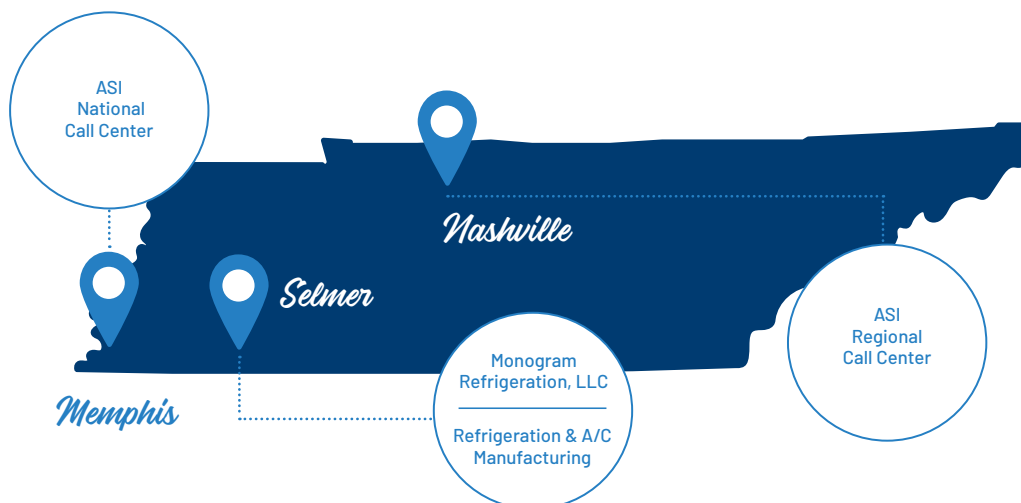 ASI
National
Call Center
Nashville
Selmer
Memphis
Monogram
Refrigeration, LLC
Refrigeration & A/C
Manufacturing
ASI
Regional
Call Center